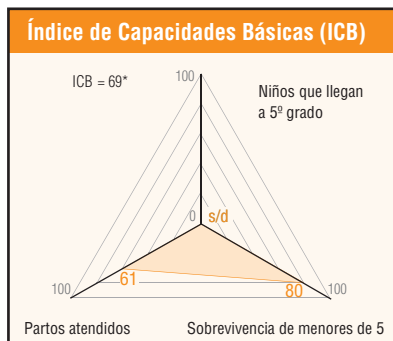 Índice de Capacidades Básicas (ICB)
ICB = 69*
100
Niños que llegan
a 5º grado
0
s/d
61
80
100
100
Partos atendidos
Sobrevivencia de menores de 5